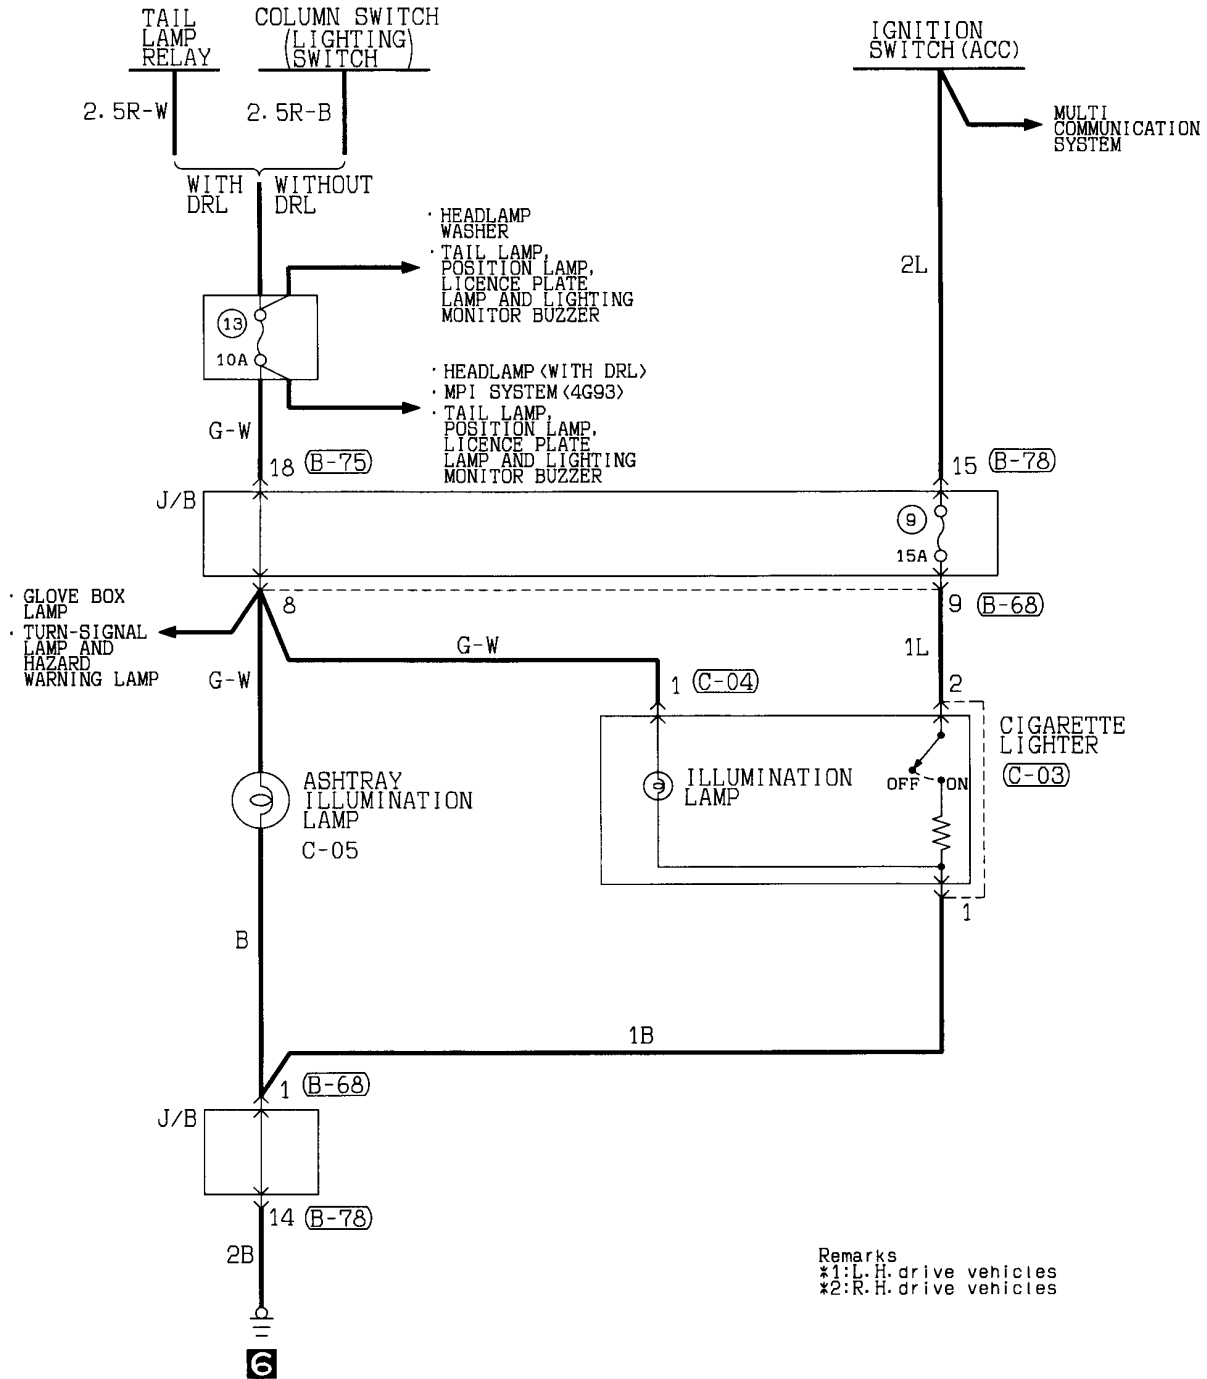 TAIL
LAMP
RELAY
COLUMN SWITCH
(LIGHTING)
SWITCH
IGNITION
SWITCH(ACC)
2.5R-W
2.5R-B
MULTI
COMMUNICATION
SYSTEM
WITH
DRL
WITHOUT
DRL
· HEADLAMP
WASHER
· TAIL LAMP,
POSITION LAMP,
LICENCE PLATE
LAMP AND LIGHTING
MONITOR BUZZER
2L
13
10A
· HEADLAMP<WITH DRL>
· MPI SYSTEM<4G93>
· TAIL LAMP,
POSITION LAMP,
LICENCE PLATE
LAMP AND LIGHTING
MONITOR BUZZER
G-W
18
B-75
15
B-78
J/B
9
15A
· GLOVE BOX
LAMP
· TURN-SIGNAL
LAMP AND
HAZARD
WARNING LAMP
8
9
B-68
G-W
1L
G-W
1
C-04
2
CIGARETTE
LIGHTER
C-03
ASHTRAY
ILLUMINATION
LAMP
C-05
ILLUMINATION
LAMP
OFF
ON
1
B
1B
1
B-68
J/B
14
B-78
2B
6
Remarks
*1:L.H.drive vehicles
*2:R.H.drive vehicles